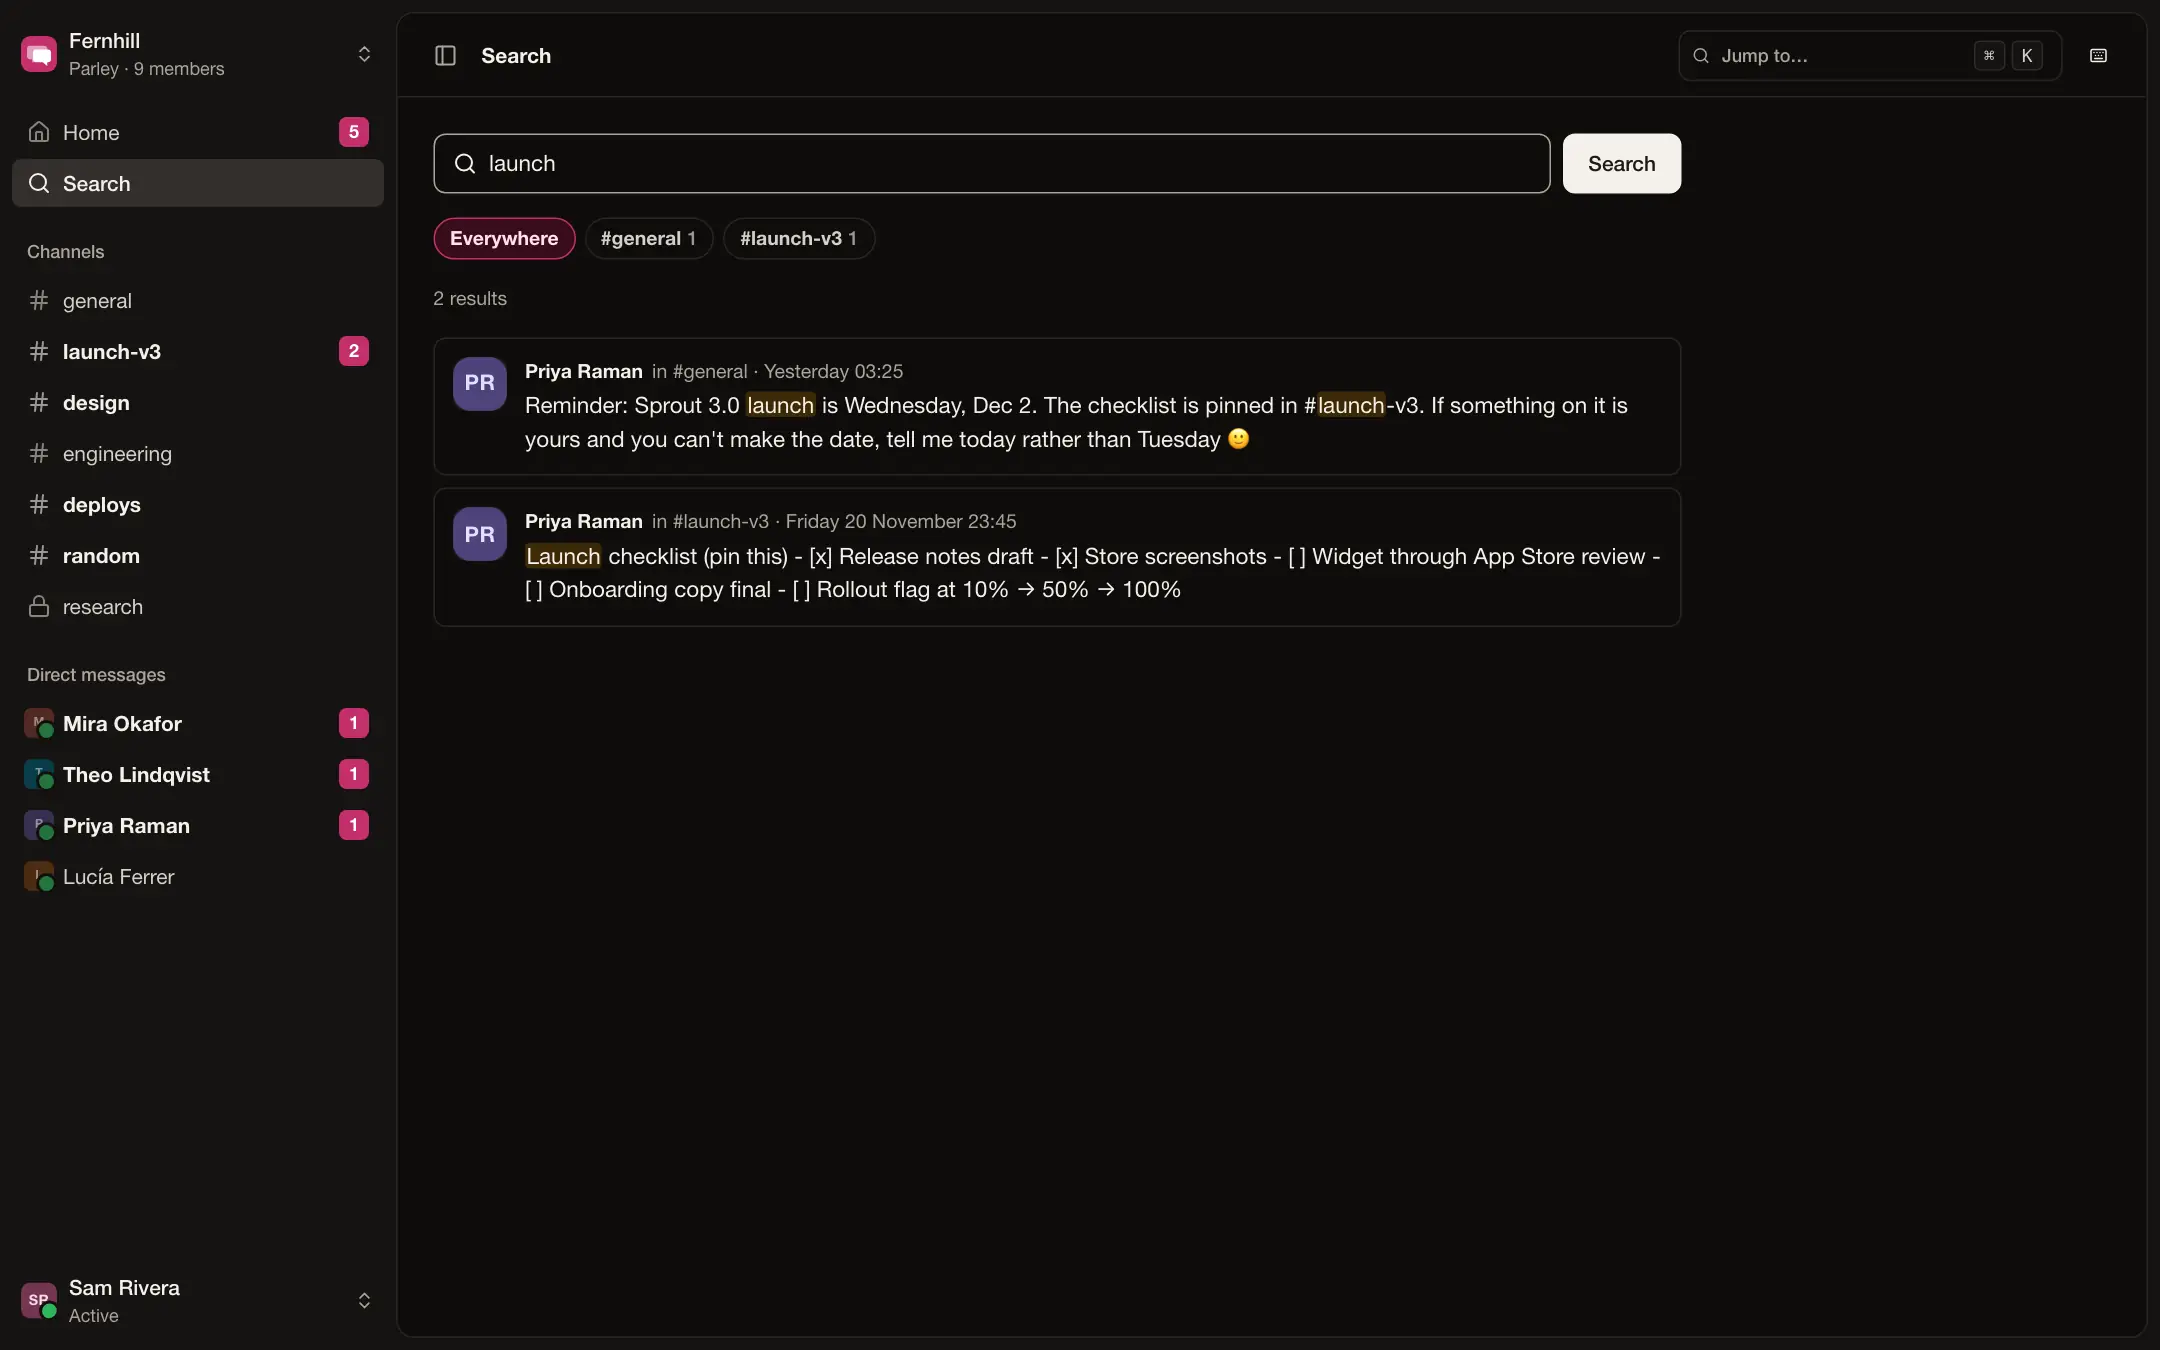 Fernhill
Parley · 9 members
Home
5
Search
Channels
general
launch-v3
2
design
engineering
deploys
random
research
Direct messages
Mira Okafor
1
Theo Lindqvist
1
Priya Raman
1
Lucía Ferrer
SR
Sam Rivera
Active
Search
Jump to...
⌘ K
launch
Search
Everywhere
#general 1
#launch-v3 1
2 results
PR
Priya Raman in #general · Yesterday 03:25
Reminder: Sprout 3.0 launch is Wednesday, Dec 2. The checklist is pinned in #launch-v3. If something on it is
yours and you can't make the date, tell me today rather than Tuesday 🙂
PR
Priya Raman in #launch-v3 · Friday 20 November 23:45
Launch checklist (pin this) - [x] Release notes draft - [x] Store screenshots - [ ] Widget through App Store review -
[ ] Onboarding copy final - [ ] Rollout flag at 10% → 50% → 100%